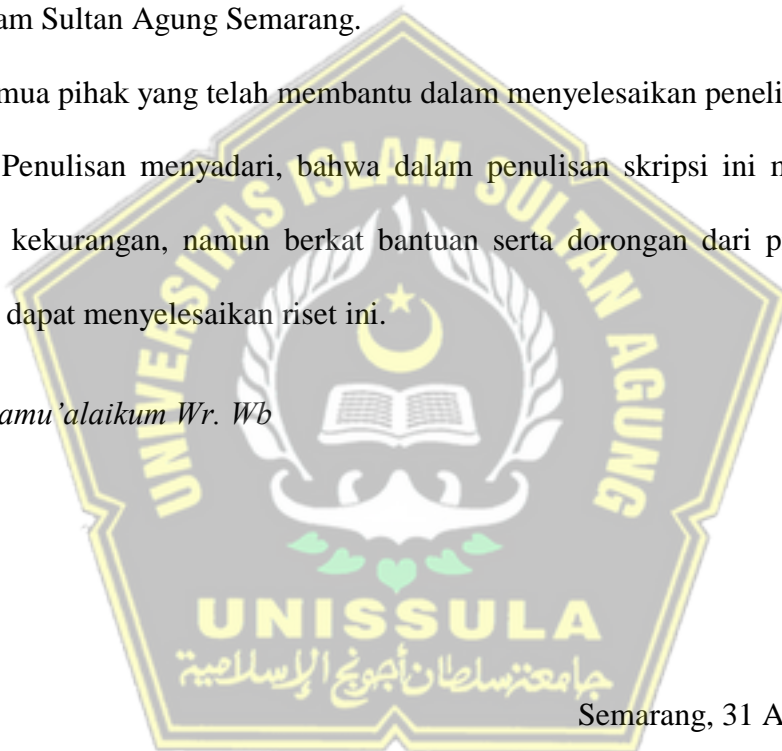 am Sultan Agung Semarang.
mua pihak yang telah membantu dalam menyelesaikan peneli
Penulisan menyadari, bahwa dalam penulisan skripsi ini m
kekurangan, namun berkat bantuan serta dorongan dari p
dapat menyelesaikan riset ini.
amu’alaikum Wr. Wb
UNIVERSITAS ISLAM SULTAN AGUNG
UNISSULA
جامعتسلطان أجونج الإسلامية
Semarang, 31 A